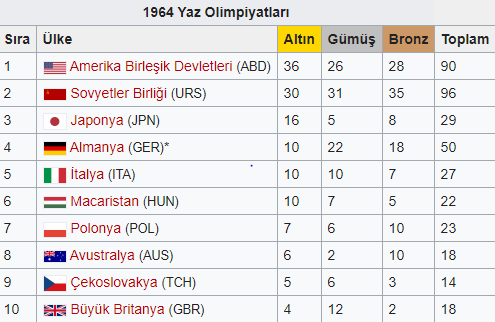 1964 Yaz Olimpiyatları
Sıra Ülke Altın Gümüş Bronz Toplam
1 Amerika Birleşik Devletleri (ABD) 36 26 28 90
2 Sovyetler Birliği (URS) 30 31 35 96
3 Japonya (JPN) 16 5 8 29
4 Almanya (GER)* 10 22 18 50
5 İtalya (ITA) 10 10 7 27
6 Macaristan (HUN) 10 7 5 22
7 Polonya (POL) 7 6 10 23
8 Avustralya (AUS) 6 2 10 18
9 Çekoslovakya (TCH) 5 6 3 14
10 Büyük Britanya (GBR) 4 12 2 18